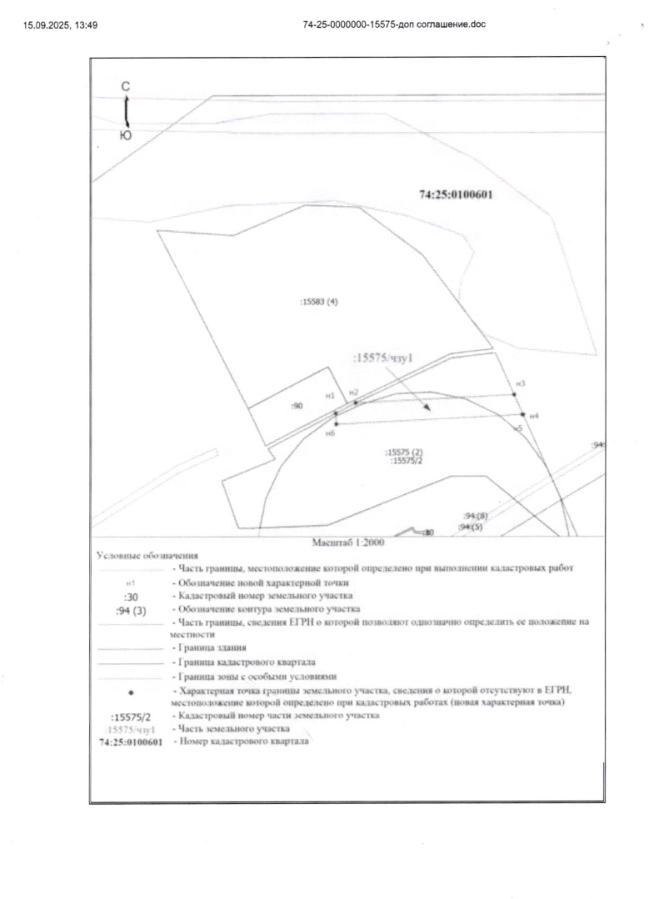 15.09.2025, 13:49
74-25-0000000-15575-доп соглашение.doc
С
Ю
74:25:0100601
:15583 (4)
:15575/чзу1
:90
н1
н2
н3
н4
н5
н6
:15575 (2)
:15575/2
:94
:94(8)
:94(5)
Масштаб 1:2000
Условные обозначения
- Часть границы, местоположение которой определено при выполнении кадастровых работ
н1 - Обозначение новой характерной точки
:30 - Кадастровый номер земельного участка
:94 (3) - Обозначение контура земельного участка
- Часть границы, сведения ЕГРН о которой позволяют однозначно определить ее положение на
местности
- Граница здания
- Граница кадастрового квартала
- Граница зоны с особыми условиями
- Характерная точка границы земельного участка, сведения о которой отсутствуют в ЕГРН,
местоположение которой определено при кадастровых работах (новая характерная точка)
:15575/2 - Кадастровый номер части земельного участка
:15575/чзу1 - Часть земельного участка
74:25:0100601 - Номер кадастрового квартала